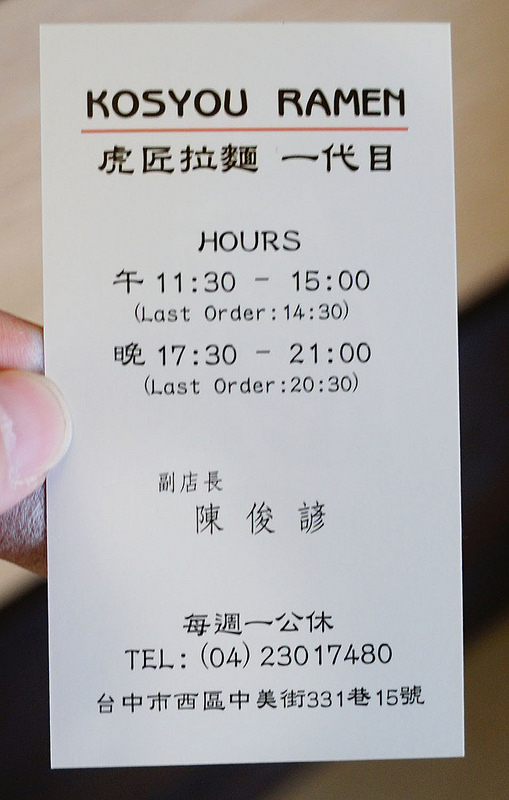 KOSYOU RAMEN
虎匠拉麵 一代目
HOURS
午 11:30 - 15:00
(Last Order:14:30)
晚 17:30 - 21:00
(Last Order:20:30)
副店長
陳俊諺
每週一公休
TEL: (04) 23017480
台中市西區中美街331巷15號